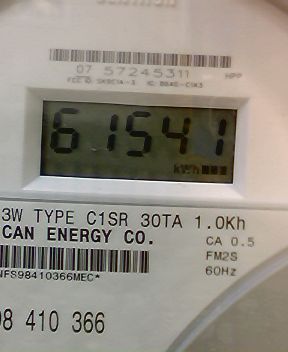 07 57245311 HPP
61541
kWh
3W TYPE C1SR 30TA 1.0Kh
CAN ENERGY CO.
CA 0.5
FM2S
60Hz
NFS98410366MEC*
98 410 366